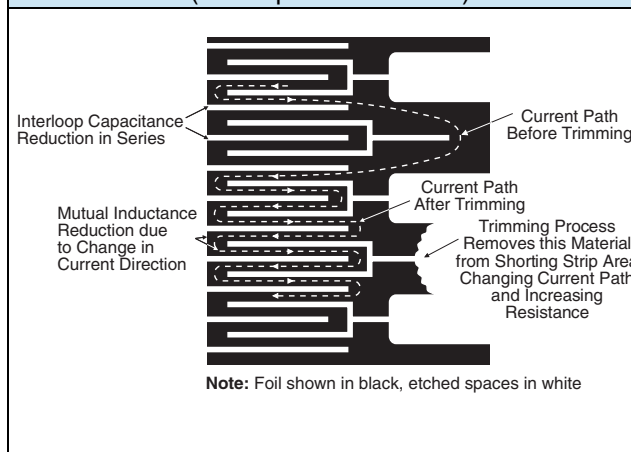 Interloop Capacitance
Reduction in Series
Current Path
Before Trimming
Current Path
After Trimming
Mutual Inductance
Reduction due
to Change in
Current Direction
Trimming Process
Removes this Material
from Shorting Strip Area
Changing Current Path
and Increasing
Resistance
Note: Foil shown in black, etched spaces in white